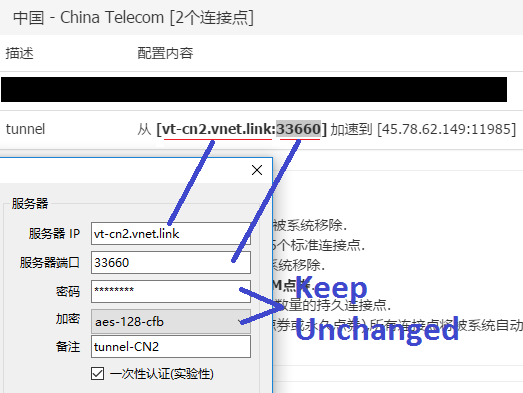 中国 - China Telecom [2个连接点]
描述 配置内容
tunnel 从 [vt-cn2.vnet.link:33660] 加速到 [45.78.62.149:11985]
服务器
服务器 IP vt-cn2.vnet.link
被系统移除.
服务器端口 33660
个标准连接点.
系统移除.
密码 ********
Keep
加密 aes-128-cfb
数量的持久连接点.
Unchanged
所有连接点将被系统自动
备注 tunnel-CN2
一次性认证(实验性)